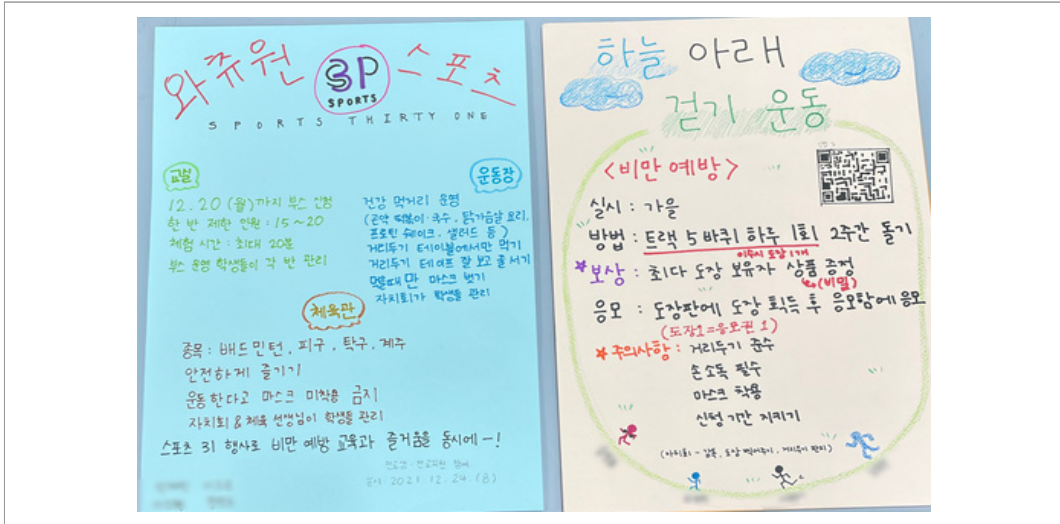 와쮸원 3P 스포츠
SPORTS
SPORTS THIRTY ONE
교실
12.20 (월)까지 부스 신청
한 반 제한 인원 : 15~20
체험 시간 : 최대 20분
부스 운영 학생들이 각 반 관리
운동장
건강 먹거리 운영
(곤약 떡볶이·국수, 닭가슴살 요리,
프로틴 쉐이크, 샐러드 등)
거리두기 테이블에서만 먹기
거리두기 테이프 잘 보고 줄 서기
먹을때만 마스크 벗기
자치회가 학생들 관리
체육관
종목 : 배드민턴, 피구, 탁구, 계주
안전하게 즐기기
운동한다고 마스크 미착용 금지
자치회 & 체육 선생님이 학생들 관리
스포츠 31 행사로 비만 예방 교육과 즐거움을 동시에-!
2021.12.24.
하늘 아래
걷기 운동
<비만 예방>
실시 : 가을
방법 : 트랙 5바퀴 하루 1회 2주간 돌기
도장 1개
★보상 : 최다 도장 보유자 상품 증정
(비밀)
응모 : 도장판에 도장 획득 후 응모함에 응모
(도장1=응모권 1)
★주의사항 : 거리두기 준수
손소독 필수
마스크 착용
신청 기간 지키기